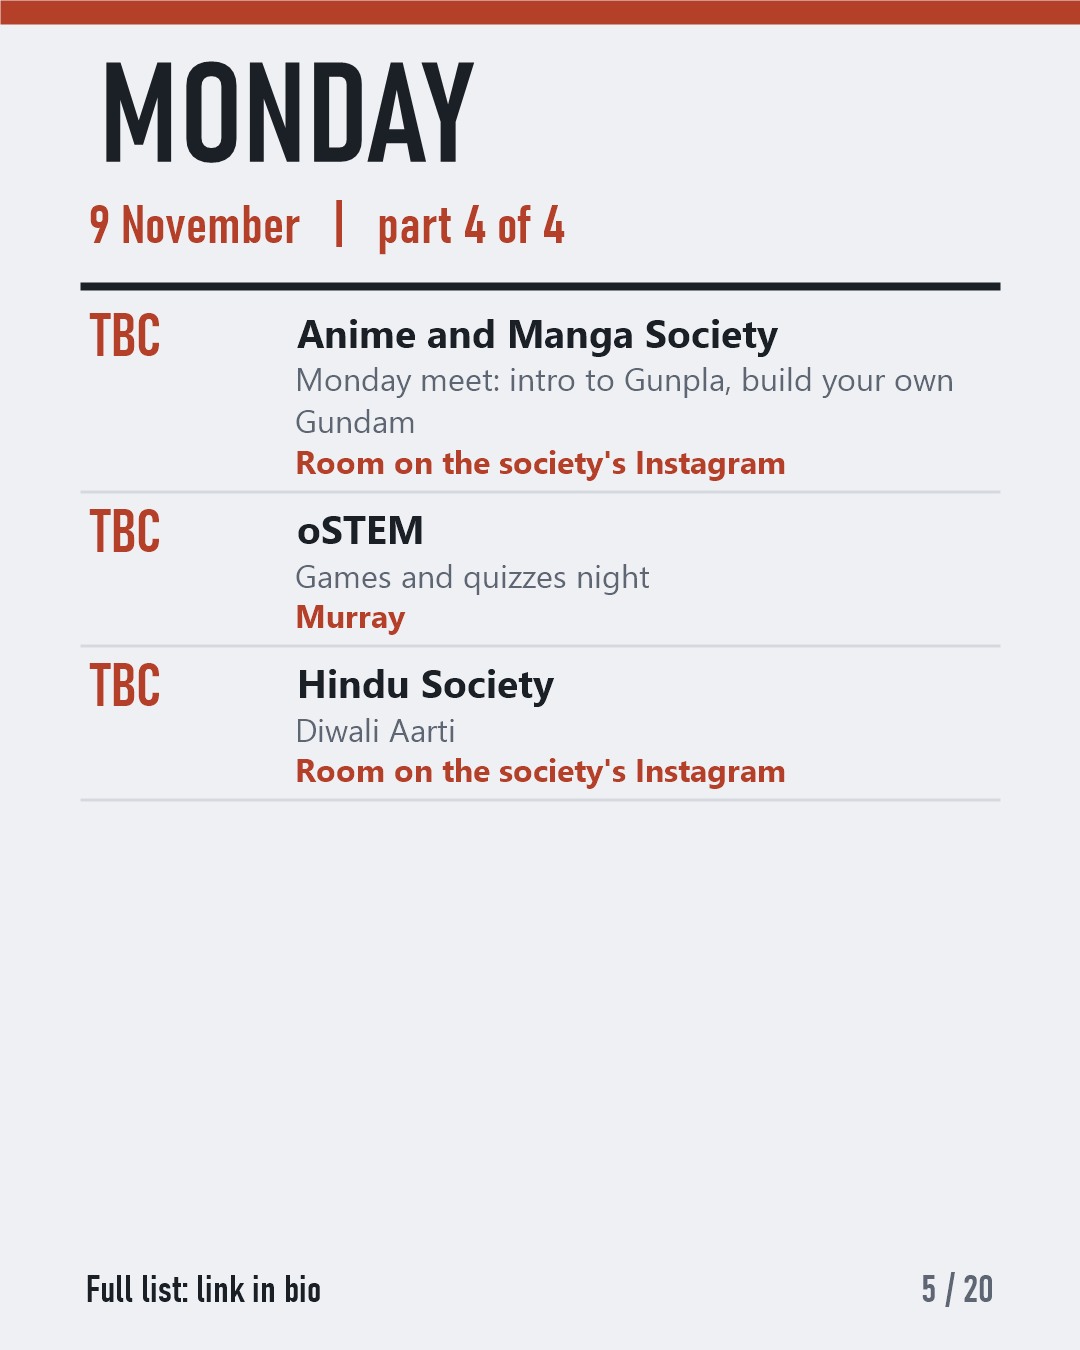 MONDAY
9 November | part 4 of 4
TBC
Anime and Manga Society
Monday meet: intro to Gunpla, build your own
Gundam
Room on the society's Instagram
TBC
oSTEM
Games and quizzes night
Murray
TBC
Hindu Society
Diwali Aarti
Room on the society's Instagram
Full list: link in bio
5 / 20